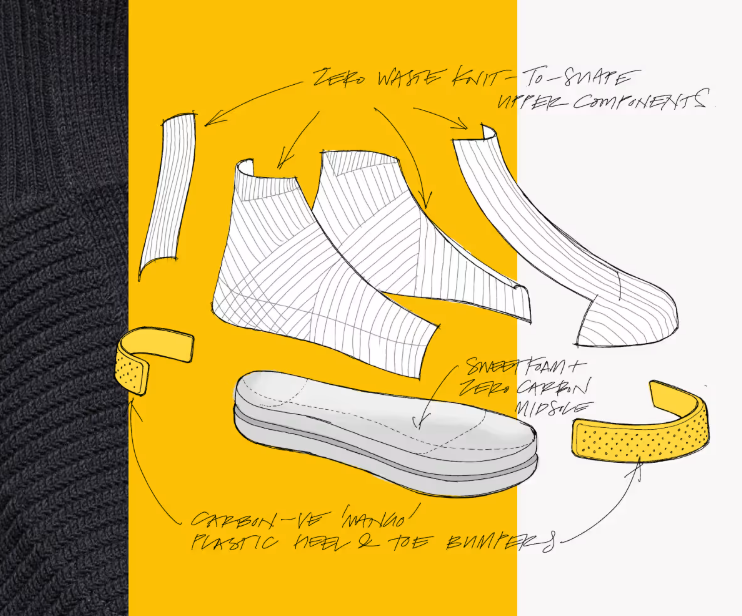 ZERO WASTE KNIT-TO-SHAPE
UPPER COMPONENTS
SWEETFOAM +
ZERO CARBON
MIDSOLE
CARBON-VE 'MANGO'
PLASTIC HEEL & TOE BUMPERS